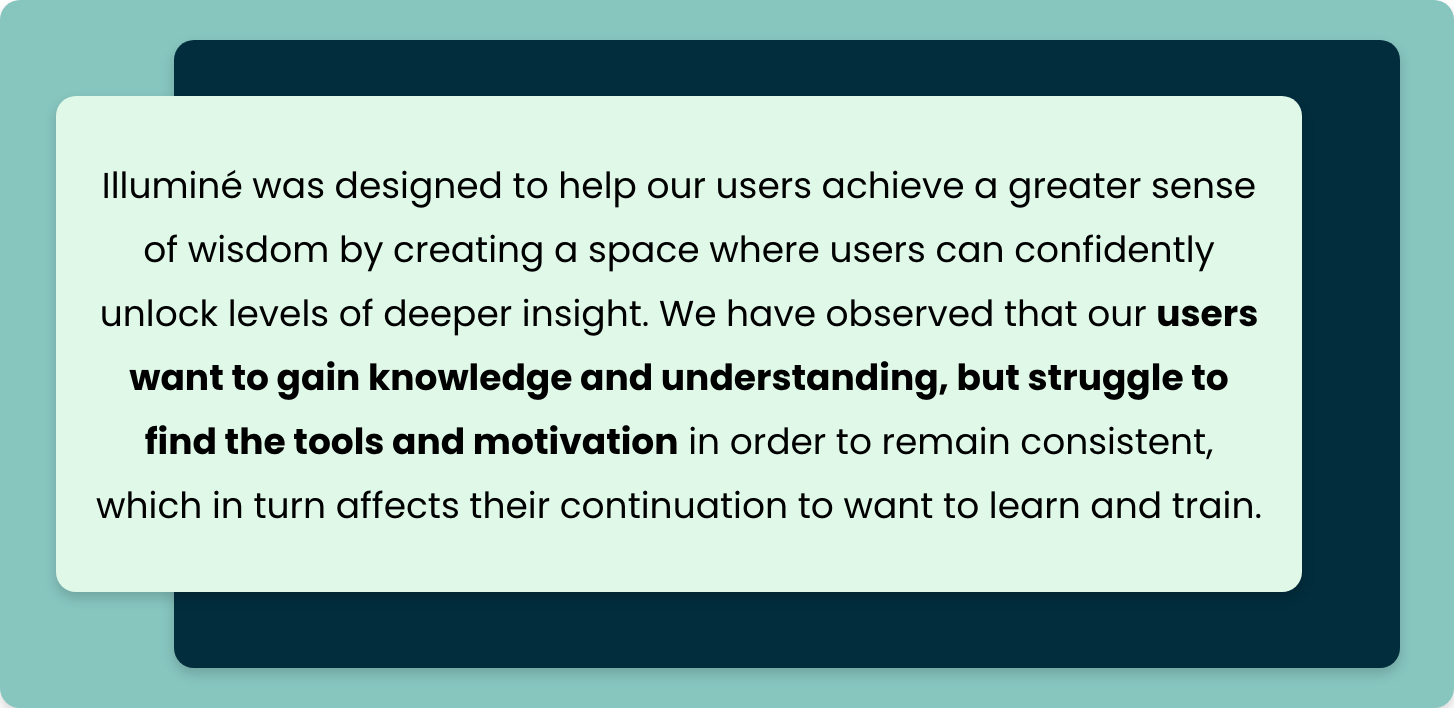 Illuminé was designed to help our users achieve a greater sense
of wisdom by creating a space where users can confidently
unlock levels of deeper insight. We have observed that our users
want to gain knowledge and understanding, but struggle to
find the tools and motivation in order to remain consistent,
which in turn affects their continuation to want to learn and train.